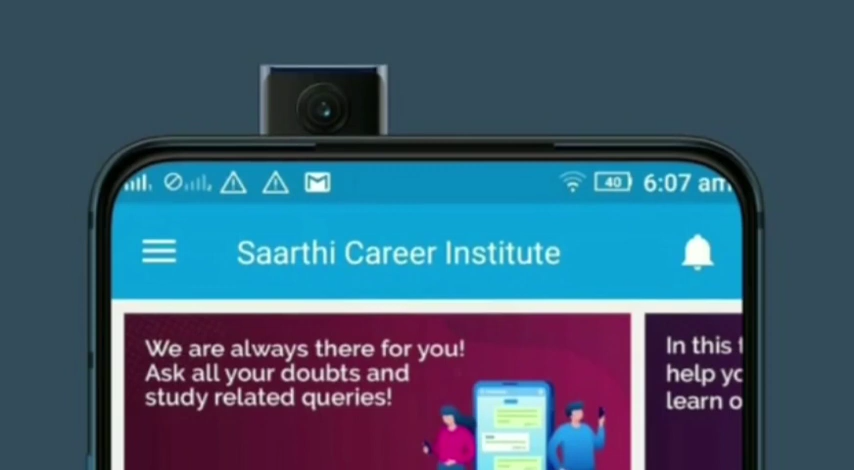 40 6:07 am
Saarthi Career Institute
We are always there for you!
Ask all your doubts and
study related queries!
In this
help
learn